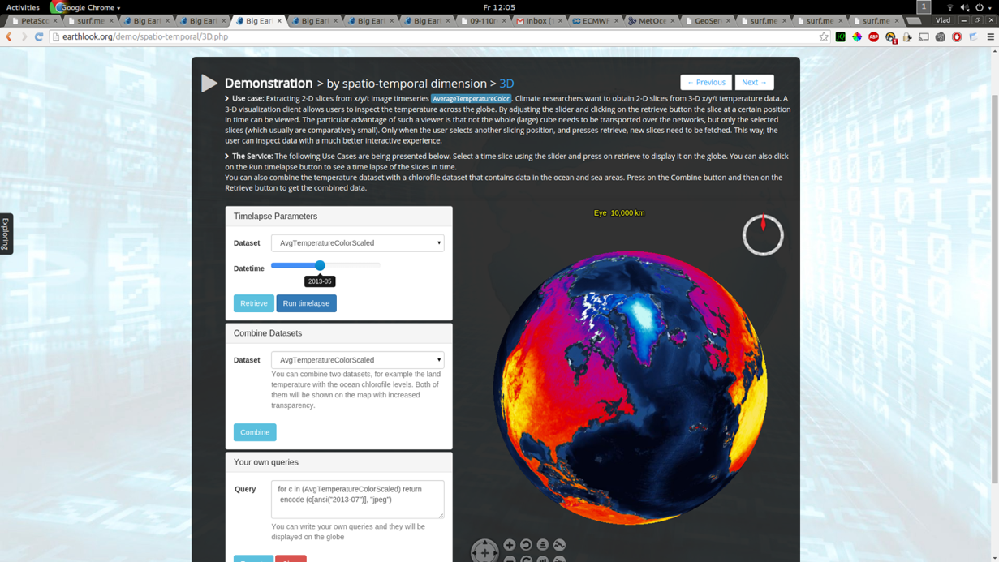 Activities
Google Chrome
Fr 12:05
1
PetaSco
surf.me
Big Eart
Big Eart
Big Eart
Big Eart
Big Eart
Big Eart
09-110m
Inbox (1
ECMWF
MetOce
GeoServ
surf.me
surf.me
surf.me
Vlad
earthlook.org/demo/spatio-temporal/3D.php
Demonstration > by spatio-temporal dimension > 3D
← Previous
Next →
Use case: Extracting 2-D slices from x/y/t image timeseries AverageTemperatureColor. Climate researchers want to obtain 2-D slices from 3-D x/y/t temperature data. A
3-D visualization client allows users to inspect the temperature across the globe. By adjusting the slider and clicking on the retrieve button the slice at a certain position
in time can be viewed. The particular advantage of such a viewer is that not the whole (large) cube needs to be transported over the networks, but only the selected
slices (which usually are comparatively small). Only when the user selects another slicing position, and presses retrieve, new slices need to be fetched. This way, the
user can inspect data with a much better interactive experience.
The Service: The following Use Cases are being presented below. Select a time slice using the slider and press on retrieve to display it on the globe. You can also click
on the Run timelapse button to see a time lapse of the slices in time.
You can also combine the temperature dataset with a chlorofile dataset that contains data in the ocean and sea areas. Press on the Combine button and then on the
Retrieve button to get the combined data.
Exploring
Timelapse Parameters
Dataset
AvgTemperatureColorScaled
Datetime
2013-05
Retrieve
Run timelapse
Combine Datasets
Dataset
AvgTemperatureColorScaled
You can combine two datasets, for example the land
temperature with the ocean chlorofile levels. Both of
them will be shown on the map with increased
transparency.
Combine
Your own queries
Query
for c in (AvgTemperatureColorScaled) return
encode (c[ansi("2013-07")], "jpeg")
You can write your own queries and they will be
displayed on the globe
Eye 10,000 km